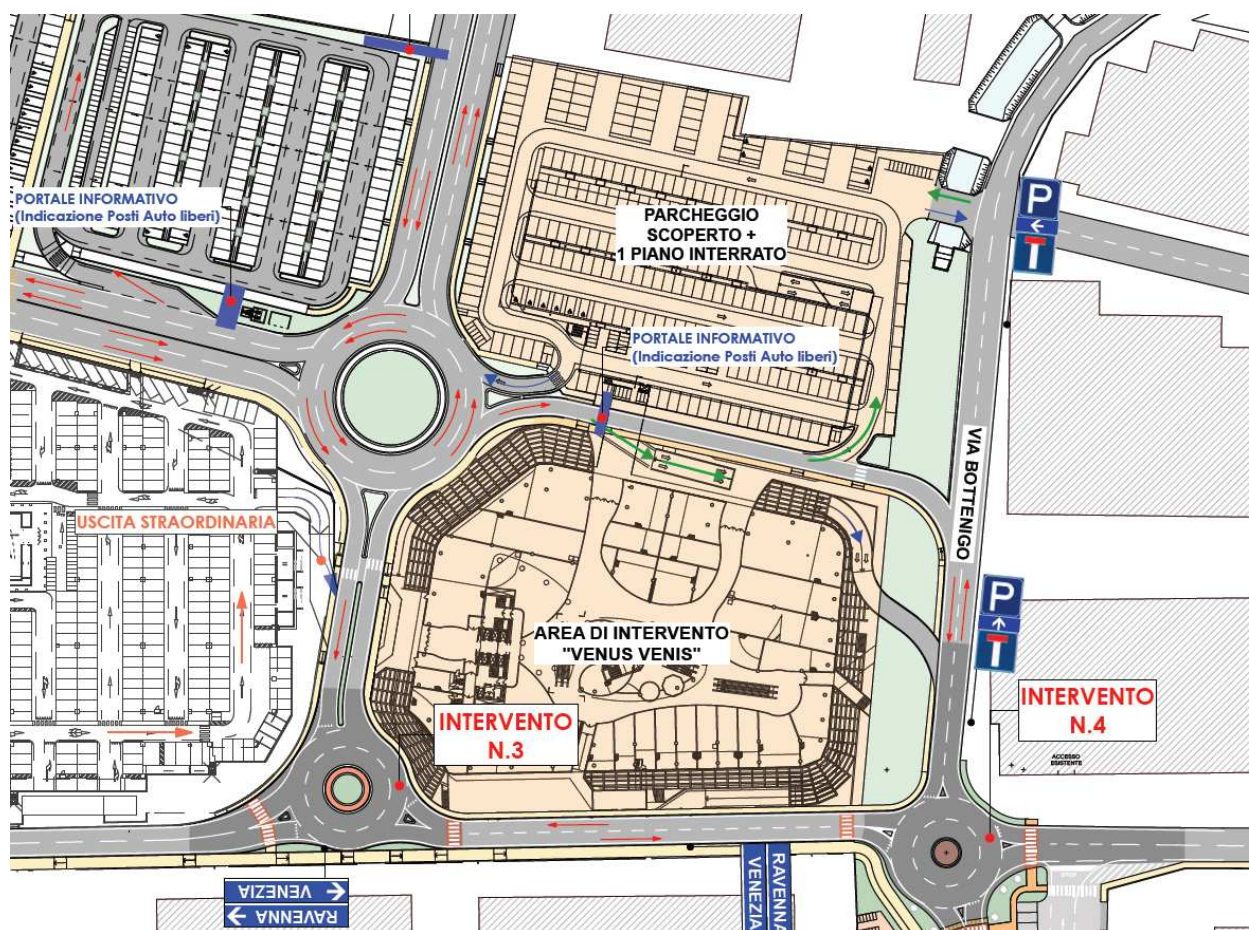 PORTALE INFORMATIVO
(Indicazione Posti Auto liberi)
PARCHEGGIO
SCOPERTO +
1 PIANO INTERRATO
P
T
PORTALE INFORMATIVO
(Indicazione Posti Auto liberi)
VIA BOTTENIGO
USCITA STRAORDINARIA
AREA DI INTERVENTO
"VENUS VENIS"
P
T
INTERVENTO
N.3
INTERVENTO
N.4
ACCESSO
ESISTENTE
VENEZIA
RAVENNA
RAVENNA
VENEZIA
STOP